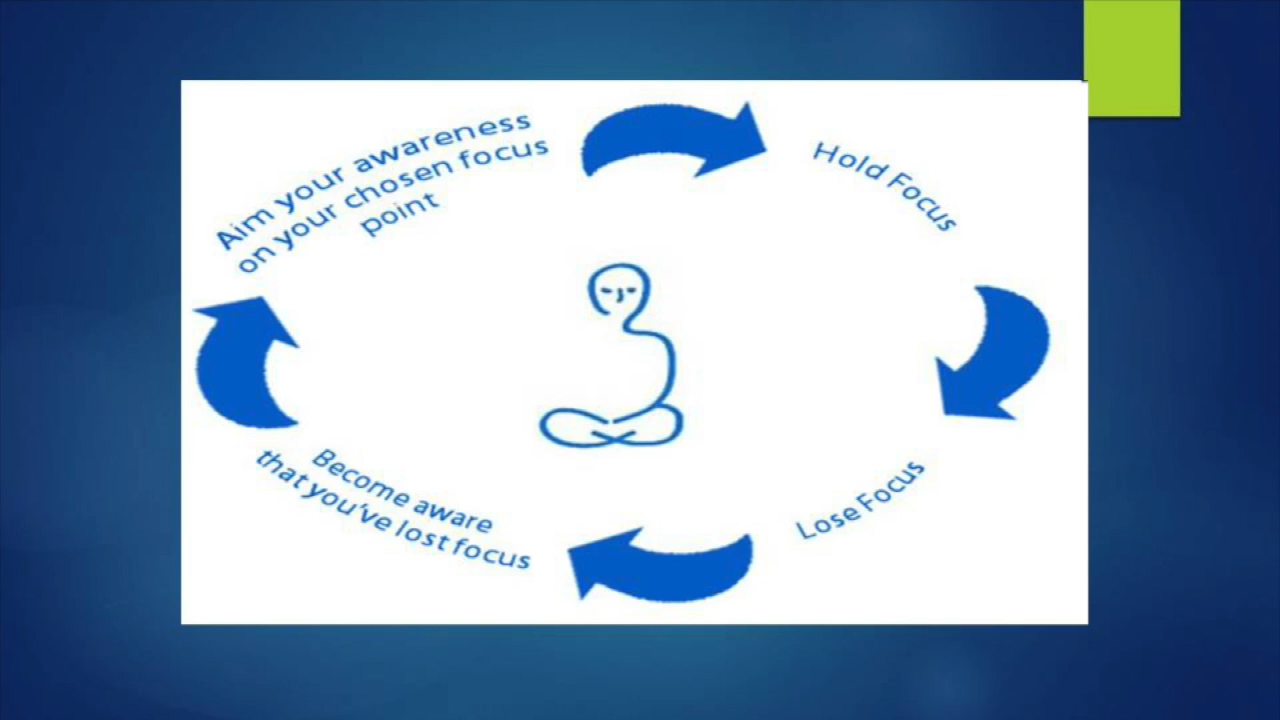 Aim your awareness
on your chosen focus
point
Hold Focus
Lose Focus
Become aware
that you've lost focus